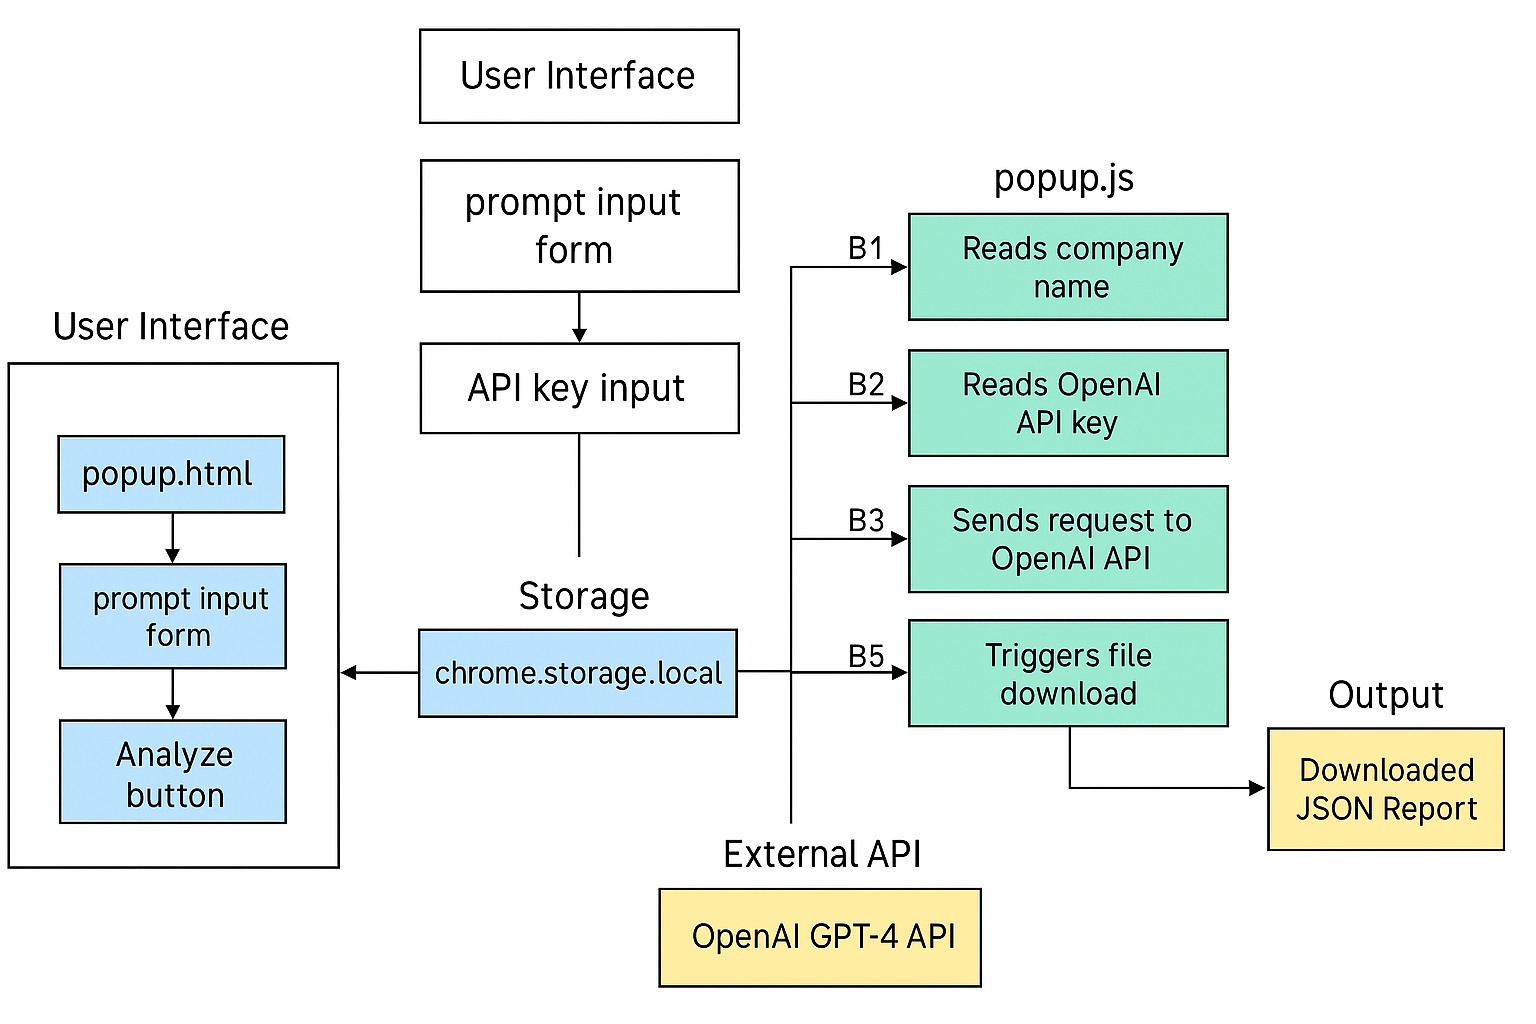 User Interface
prompt input
form
API key input
User Interface
popup.html
prompt input
form
Analyze
button
Storage
chrome.storage.local
popup.js
B1
Reads company
name
B2
Reads OpenAI
API key
B3
Sends request to
OpenAI API
B5
Triggers file
download
Output
Downloaded
JSON Report
External API
OpenAI GPT-4 API